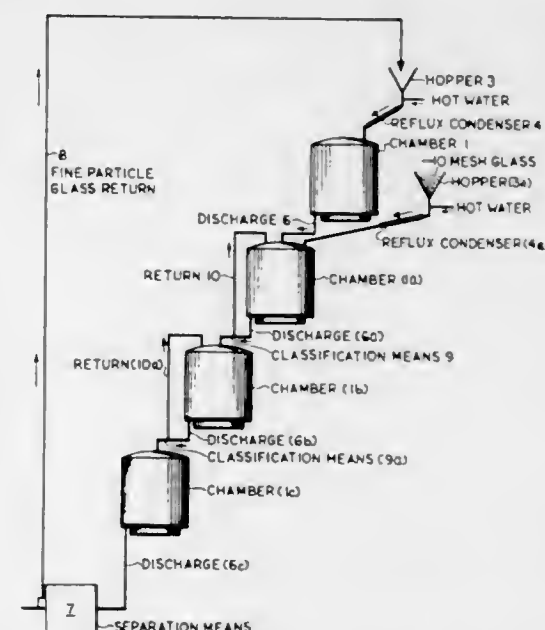 HOPPER 3
HOT WATER
8
FINE PARTICLE
GLASS RETURN
REFLUX CONDENSER 4
CHAMBER 1
-10 MESH GLASS
HOPPER (3a)
HOT WATER
DISCHARGE 6
REFLUX CONDENSER (4a
RETURN 10
CHAMBER (1a)
DISCHARGE (6a)
CLASSIFICATION MEANS 9
RETURN (10a)
CHAMBER (1b)
DISCHARGE (6b)
CLASSIFICATION MEANS (9a)
CHAMBER (1c)
DISCHARGE (6c)
7
SEPARATION MEANS